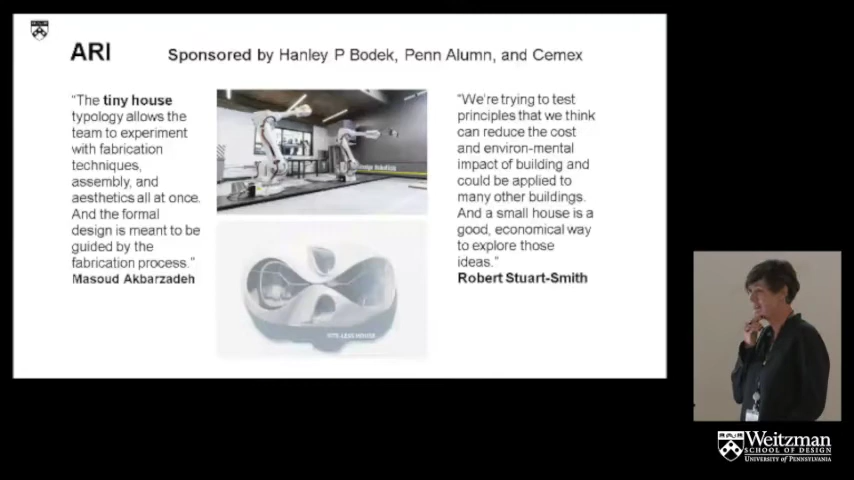 ARI
Sponsored by Hanley P Bodek, Penn Alumn, and Cemex
“The tiny house
typology allows the
team to experiment
with fabrication
techniques,
assembly, and
aesthetics all at once.
And the formal
design is meant to be
guided by the
fabrication process.”
Masoud Akbarzadeh
SITE-LESS HOUSE
“We’re trying to test
principles that we think
can reduce the cost
and environ-mental
impact of building and
could be applied to
many other buildings.
And a small house is a
good, economical way
to explore those
ideas.”
Robert Stuart-Smith
Weitzman
SCHOOL OF DESIGN
UNIVERSITY OF PENNSYLVANIA